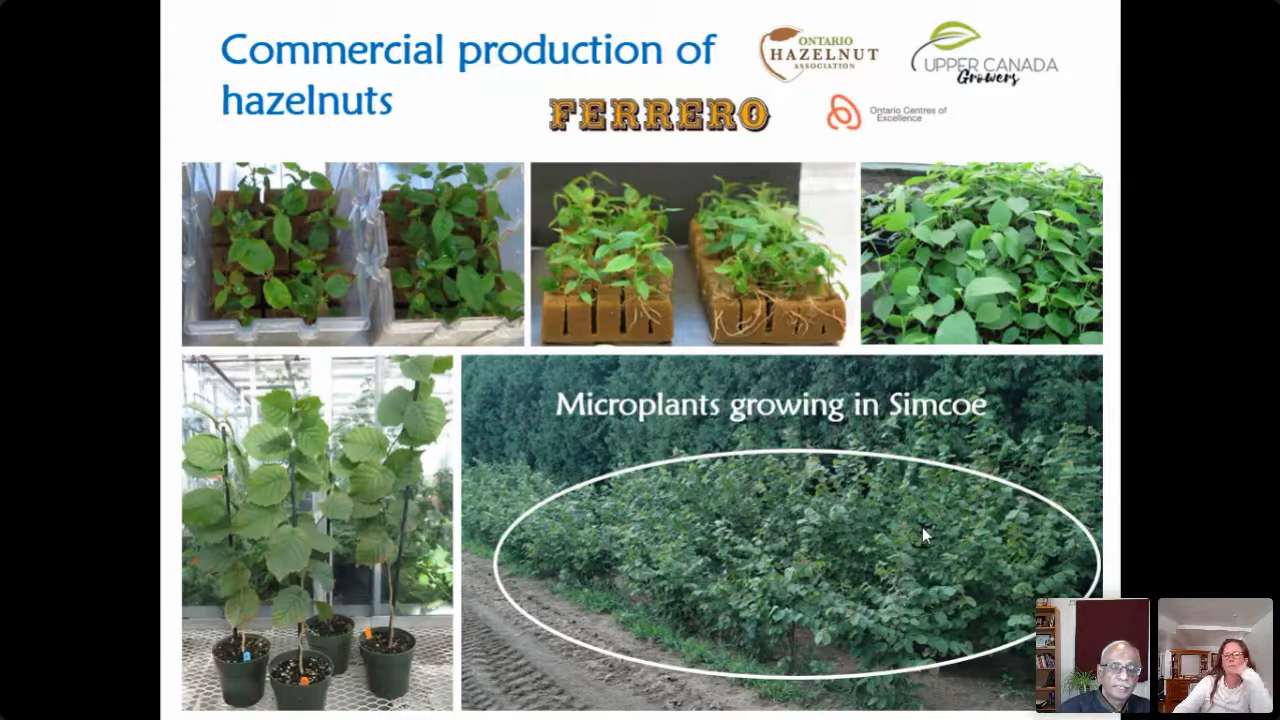 Commercial production of
hazelnuts
ONTARIO
HAZELNUT
ASSOCIATION
UPPER CANADA
Growers
FERRERO
Ontario Centres of
Excellence
Microplants growing in Simcoe